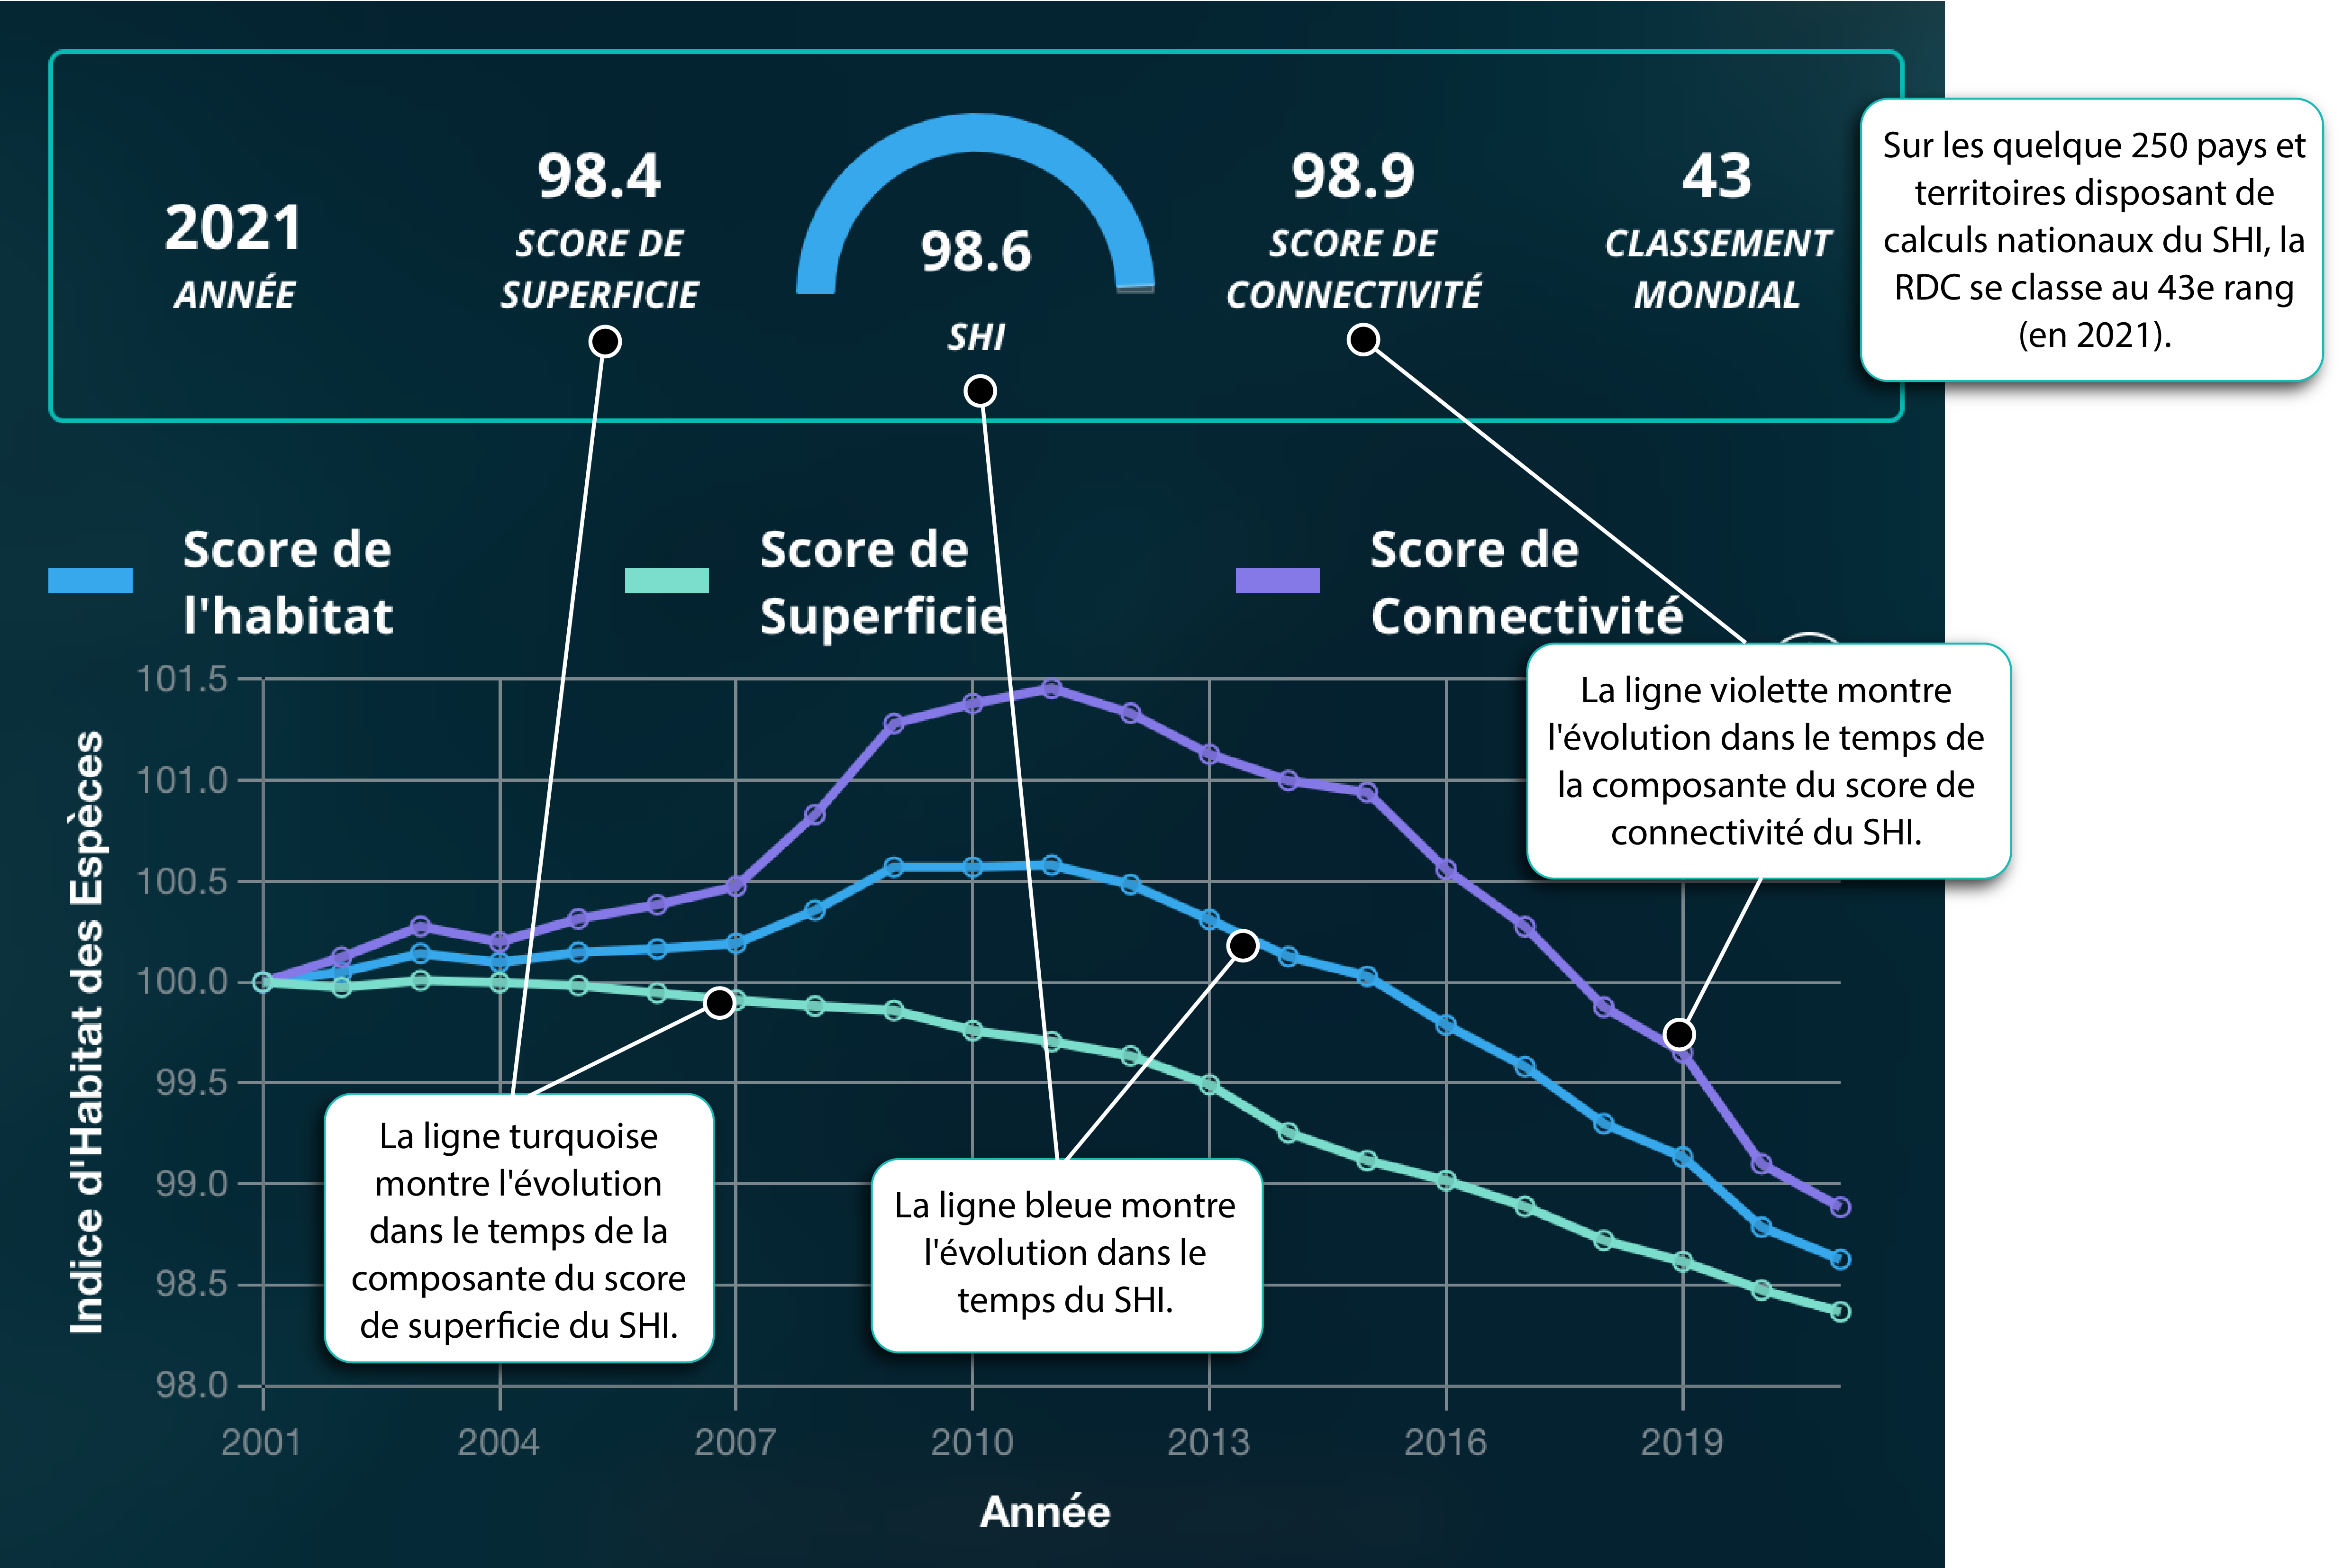 2021
ANNÉE
98.4
SCORE DE
SUPERFICIE
98.6
SHI
98.9
SCORE DE
CONNECTIVITÉ
43
CLASSEMENT
MONDIAL
Sur les quelque 250 pays et
territoires disposant de
calculs nationaux du SHI, la
RDC se classe au 43e rang
(en 2021).
Score de
l'habitat
Score de
Superficie
Score de
Connectivité
La ligne violette montre
l'évolution dans le temps de
la composante du score de
connectivité du SHI.
Indice d'Habitat des Espèces
101.5
101.0
100.5
100.0
99.5
99.0
98.5
98.0
La ligne turquoise
montre l'évolution
dans le temps de la
composante du score
de superficie du SHI.
La ligne bleue montre
l'évolution dans le
temps du SHI.
2001
2004
2007
2010
2013
2016
2019
Année